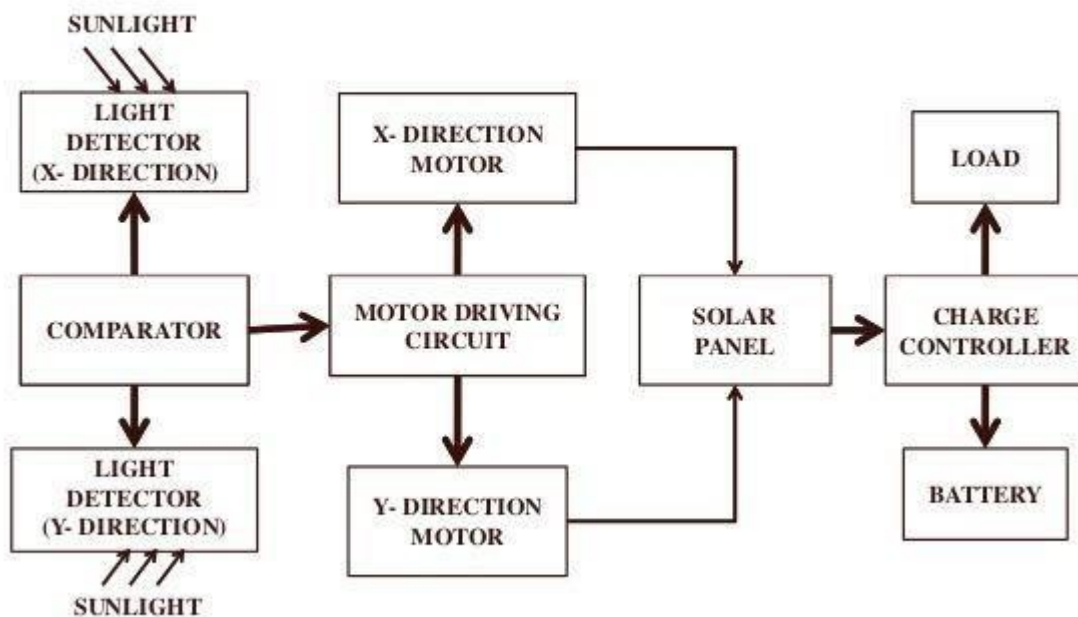 SUNLIGHT
LIGHT
DETECTOR
(X- DIRECTION)
COMPARATOR
LIGHT
DETECTOR
(Y- DIRECTION)
SUNLIGHT
X- DIRECTION
MOTOR
MOTOR DRIVING
CIRCUIT
Y- DIRECTION
MOTOR
SOLAR
PANEL
LOAD
CHARGE
CONTROLLER
BATTERY